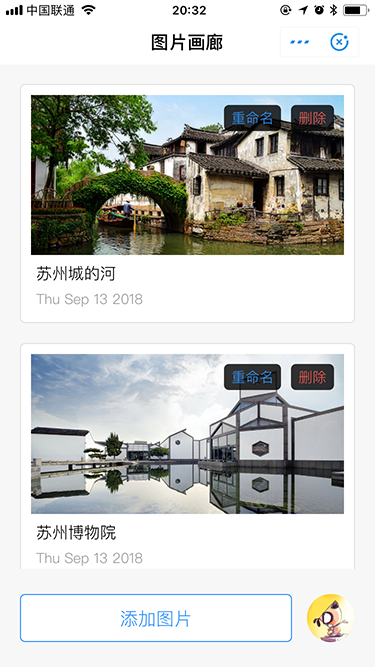 中国联通 20:32
图片画廊
重命名 删除
苏州城的河
Thu Sep 13 2018
重命名 删除
苏州博物院
Thu Sep 13 2018
添加图片